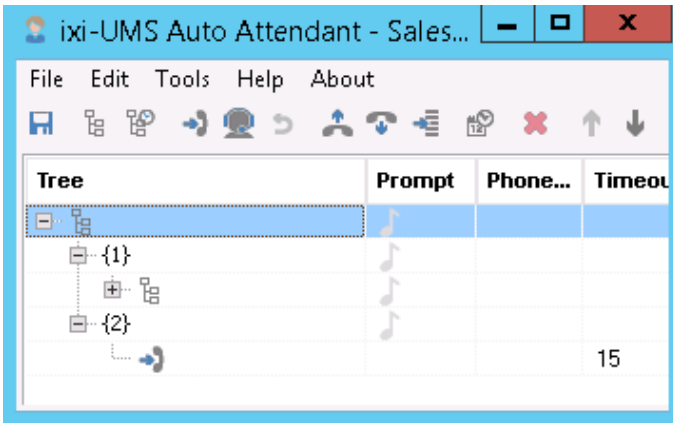 ixi-UMS Auto Attendant - Sales...
File Edit Tools Help About
Tree Prompt Phone... Timeou
{1}
{2}
15